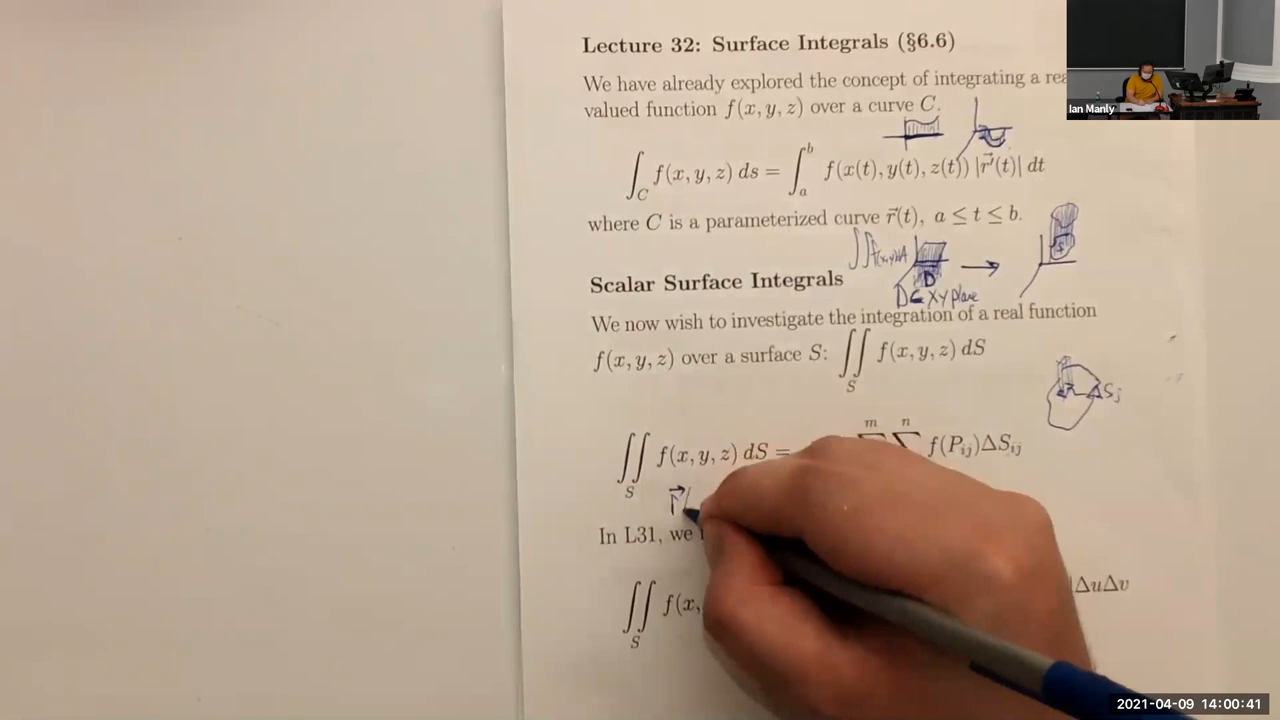 Lecture 32: Surface Integrals (§6.6)
We have already explored the concept of integrating a rea
valued function f(x, y, z) over a curve C.
∫_C f(x, y, z) ds = ∫_a^b f(x(t), y(t), z(t)) |r⃗'(t)| dt
where C is a parameterized curve r⃗(t), a ≤ t ≤ b.
∬f(x,y)dA
D
D⊂ xy plane
Scalar Surface Integrals
We now wish to investigate the integration of a real function
f(x, y, z) over a surface S: ∬_S f(x, y, z) dS
ΔSj
∬_S f(x, y, z) dS = ∑^m ∑^n f(P_ij)ΔS_ij
r⃗(
In L31, we
∬_S f(x, |ΔuΔv
Ian Manly
2021-04-09 14:00:41